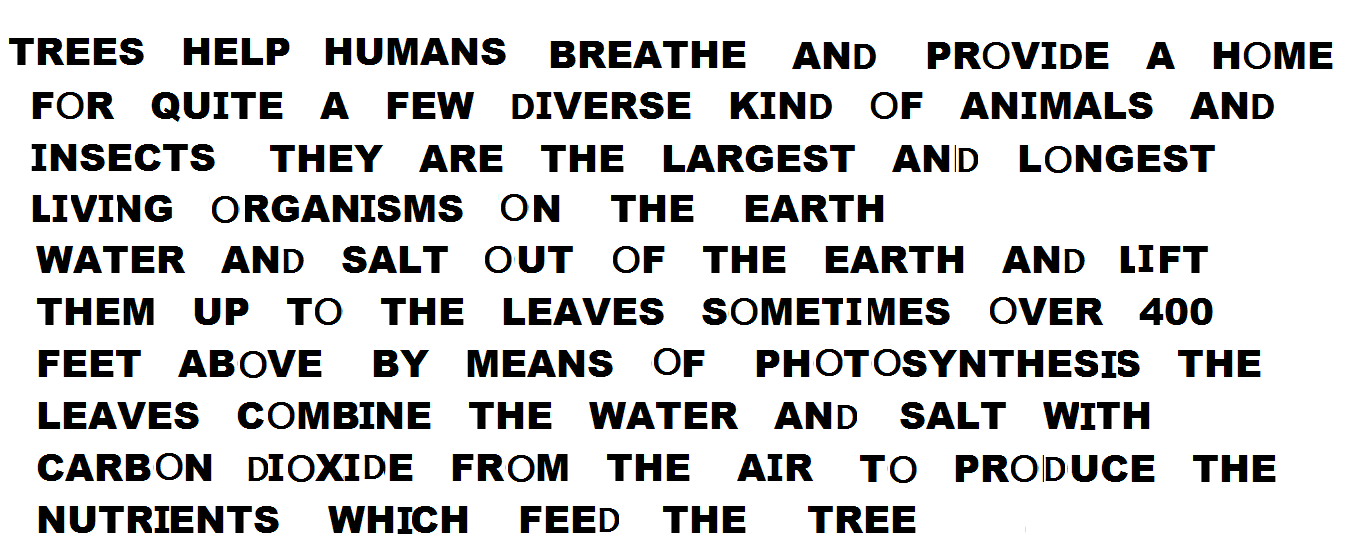 TREES HELP HUMANS BREATHE AND PROVIDE A HOME
FOR QUITE A FEW DIVERSE KIND OF ANIMALS AND
INSECTS THEY ARE THE LARGEST AND LONGEST
LIVING ORGANISMS ON THE EARTH
WATER AND SALT OUT OF THE EARTH AND LIFT
THEM UP TO THE LEAVES SOMETIMES OVER 400
FEET ABOVE BY MEANS OF PHOTOSYNTHESIS THE
LEAVES COMBINE THE WATER AND SALT WITH
CARBON DIOXIDE FROM THE AIR TO PRODUCE THE
NUTRIENTS WHICH FEED THE TREE